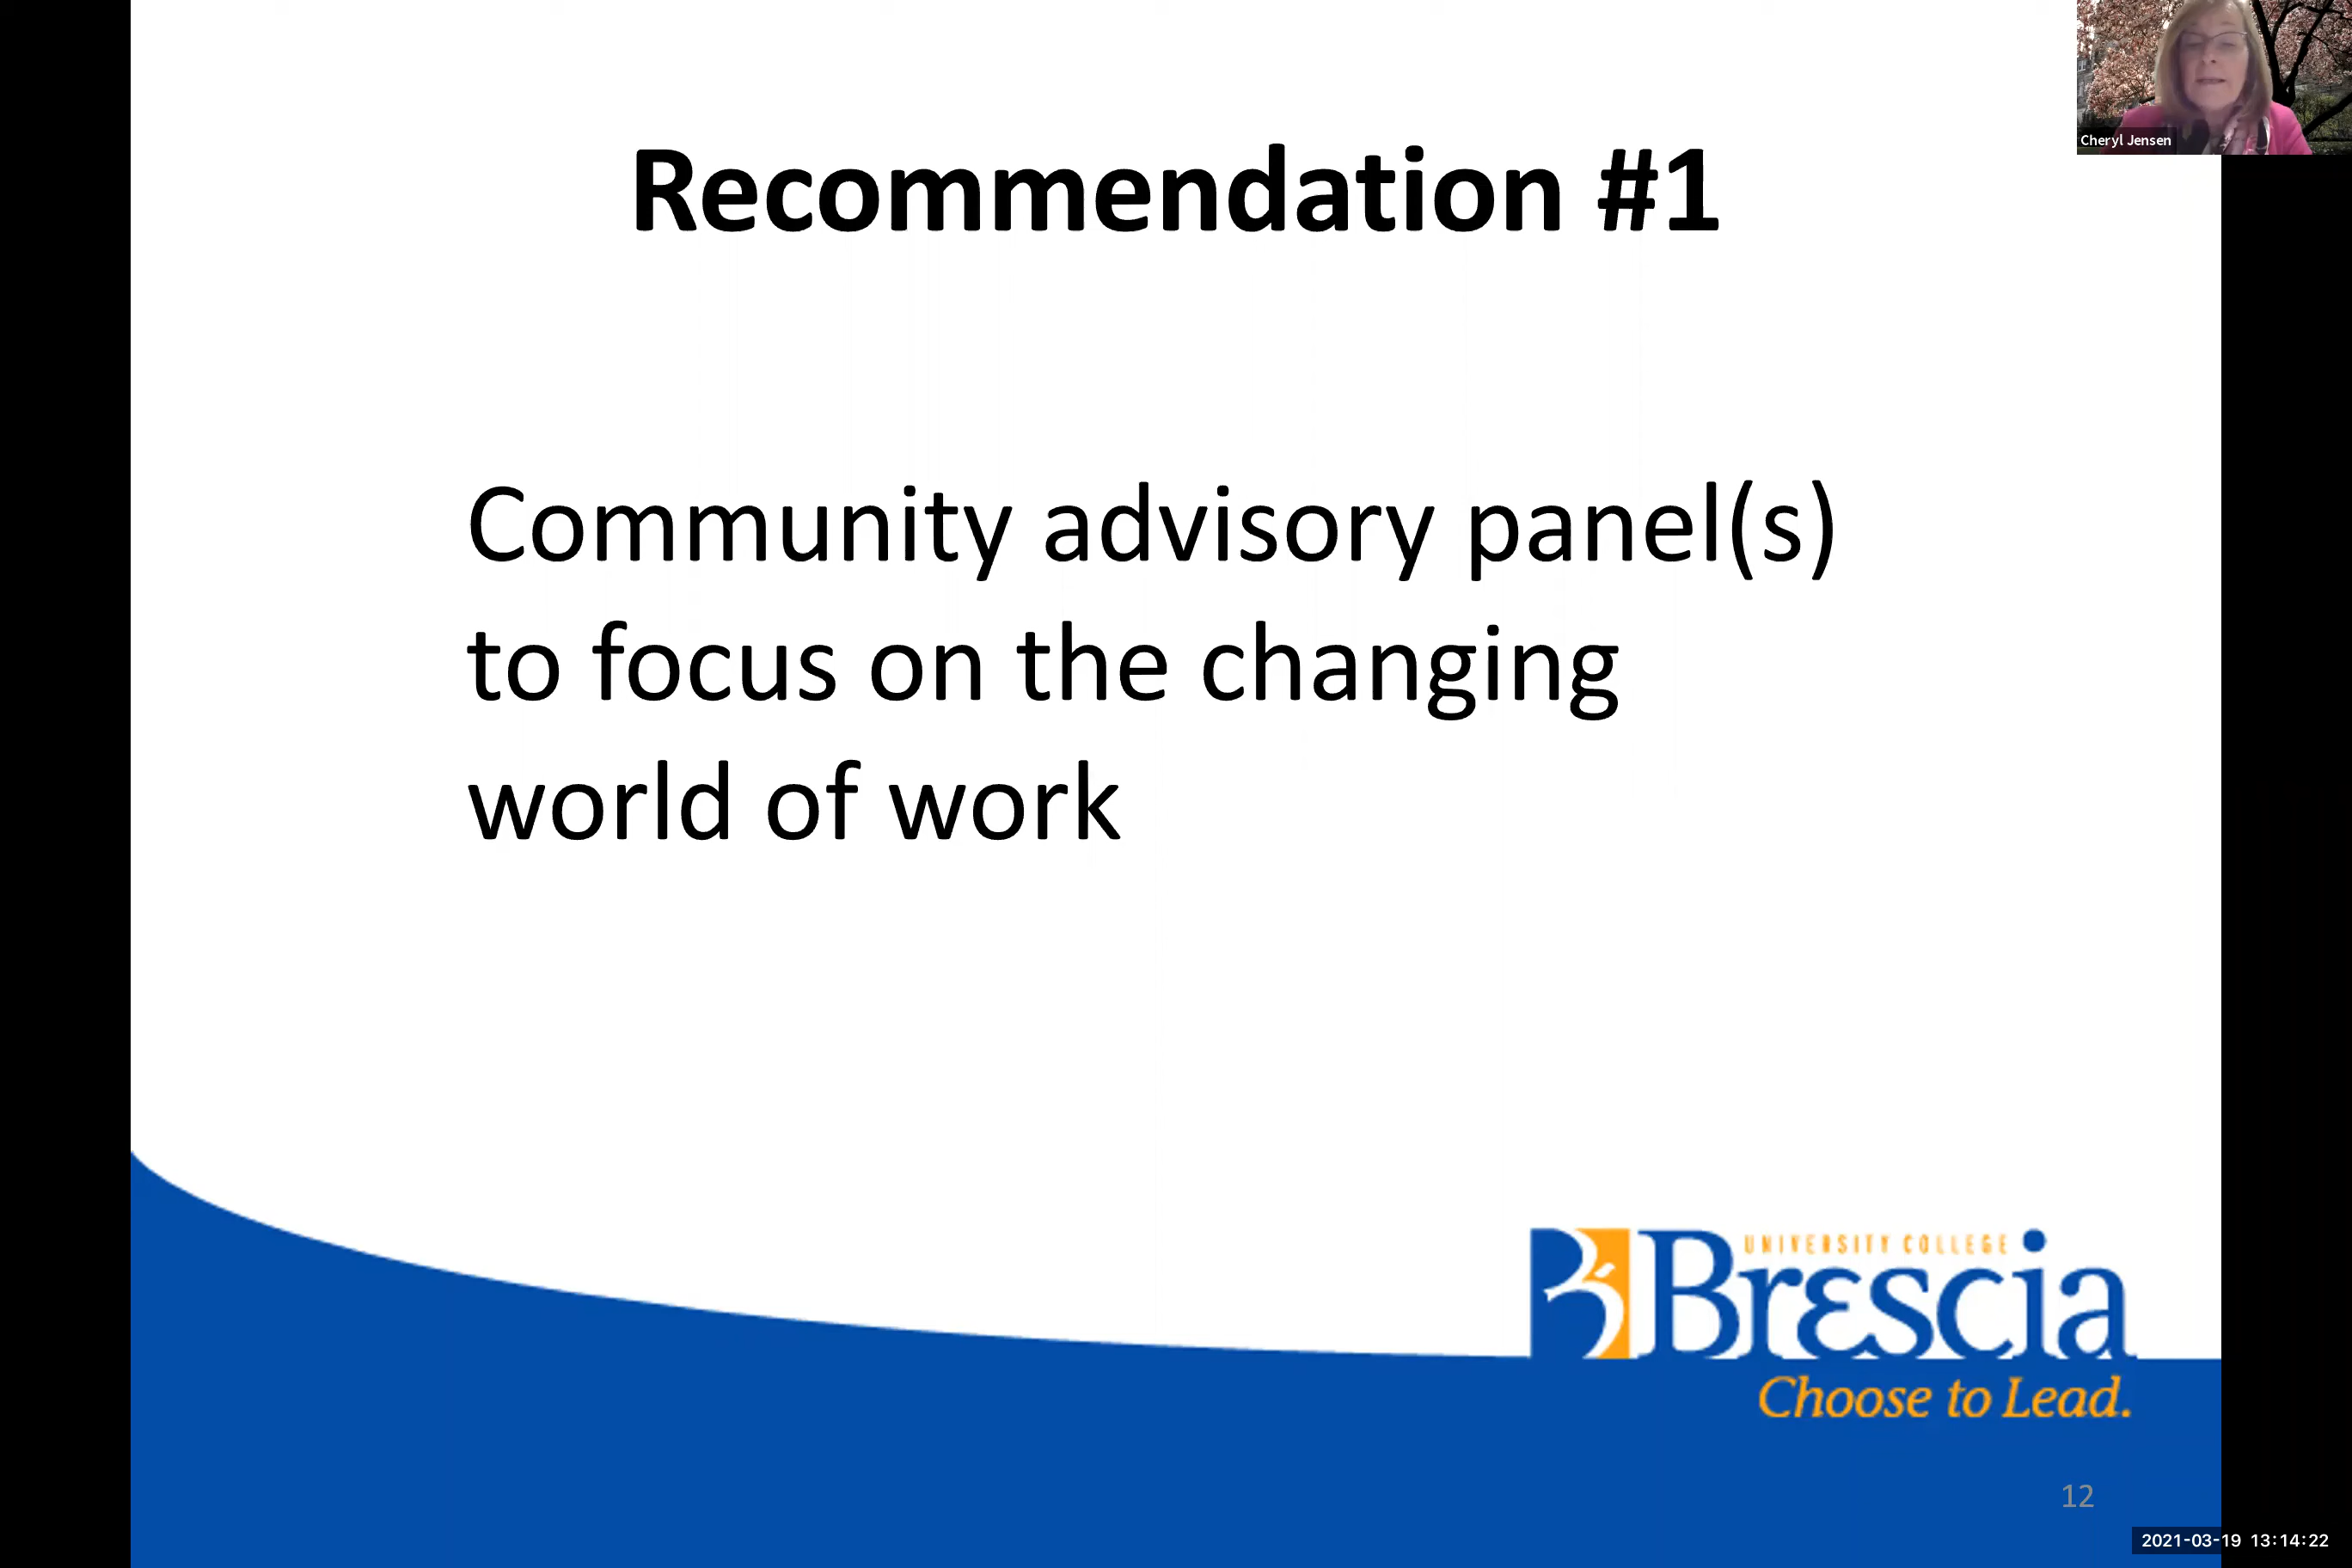 Cheryl Jensen
Recommendation #1
Community advisory panel(s)
to focus on the changing
world of work
UNIVERSITY COLLEGE
Brescia
Choose to Lead.
12
2021-03-19 13:14:22